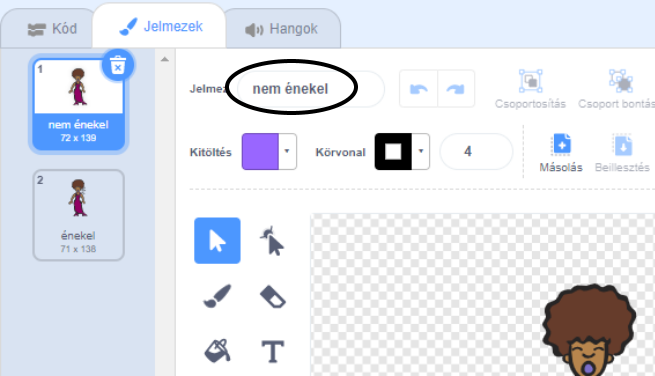 Kód
Jelmezek
Hangok
1
nem énekel
72 x 139
2
énekel
71 x 138
Jelmez
nem énekel
Csoportosítás
Csoport bontás
Kitöltés
Körvonal
4
Másolás
Beillesztés
T